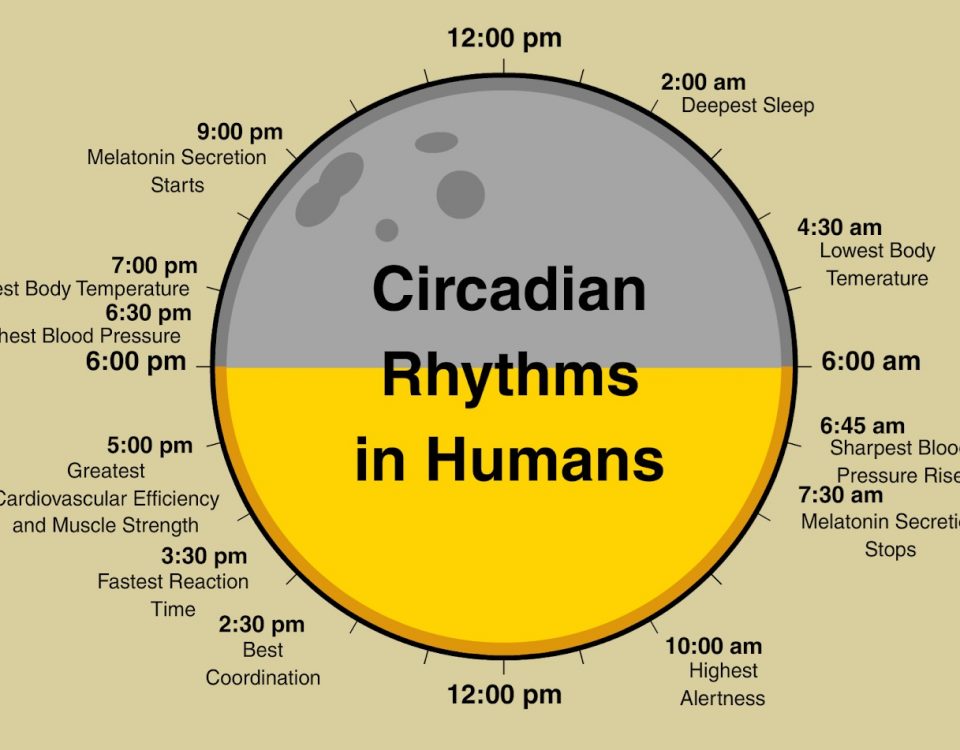 12:00 pm
2:00 am
Deepest Sleep
4:30 am
Lowest Body
Temerature
6:00 am
6:45 am
Sharpest Bloo
Pressure Rise
7:30 am
Melatonin Secreti
Stops
10:00 am
Highest
Alertness
12:00 pm
2:30 pm
Best
Coordination
3:30 pm
Fastest Reaction
Time
5:00 pm
Greatest
Cardiovascular Efficiency
and Muscle Strength
6:00 pm
6:30 pm
hest Blood Pressure
7:00 pm
est Body Temperature
9:00 pm
Melatonin Secretion
Starts
Circadian
Rhythms
in Humans